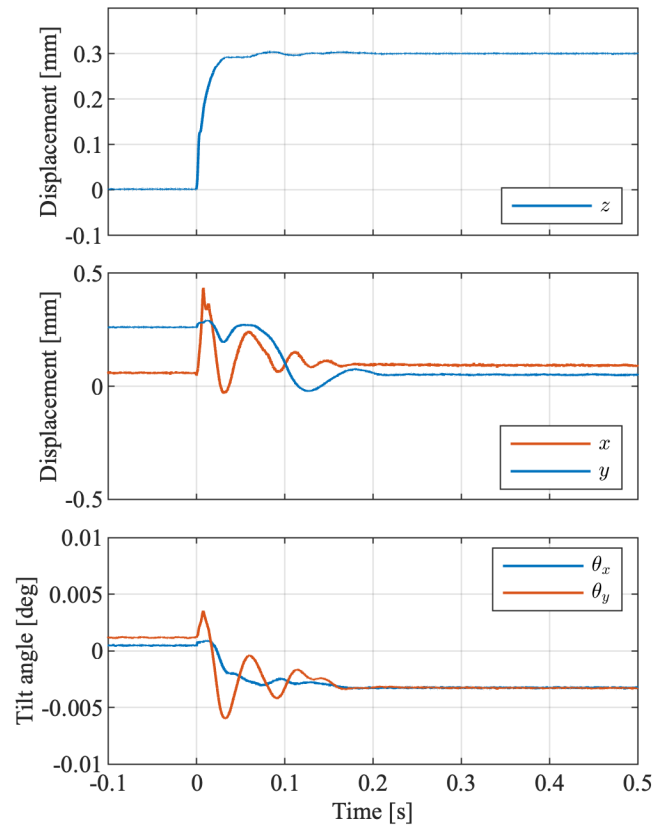 Displacement [mm]
0.3
0.2
0.1
0
-0.1
z
Displacement [mm]
0.5
0
-0.5
x
y
Tilt angle [deg]
0.01
0.005
0
-0.005
-0.01
θx
θy
-0.1 0 0.1 0.2 0.3 0.4 0.5
Time [s]